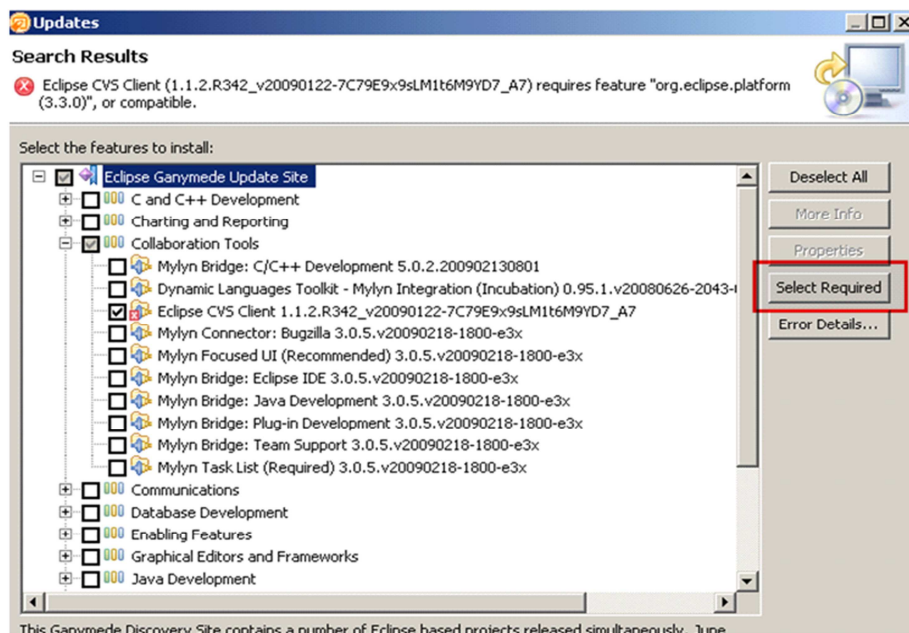 Updates
Search Results
Eclipse CVS Client (1.1.2.R342_v20090122-7C79E9x9sLM1t6M9YD7_A7) requires feature "org.eclipse.platform
(3.3.0)", or compatible.
Select the features to install:
Eclipse Ganymede Update Site
C and C++ Development
Charting and Reporting
Collaboration Tools
Mylyn Bridge: C/C++ Development 5.0.2.200902130801
Dynamic Languages Toolkit - Mylyn Integration (Incubation) 0.95.1.v20080626-2043-
Eclipse CVS Client 1.1.2.R342_v20090122-7C79E9x9sLM1t6M9YD7_A7
Mylyn Connector: Bugzilla 3.0.5.v20090218-1800-e3x
Mylyn Focused UI (Recommended) 3.0.5.v20090218-1800-e3x
Mylyn Bridge: Eclipse IDE 3.0.5.v20090218-1800-e3x
Mylyn Bridge: Java Development 3.0.5.v20090218-1800-e3x
Mylyn Bridge: Plug-in Development 3.0.5.v20090218-1800-e3x
Mylyn Bridge: Team Support 3.0.5.v20090218-1800-e3x
Mylyn Task List (Required) 3.0.5.v20090218-1800-e3x
Communications
Database Development
Enabling Features
Graphical Editors and Frameworks
Java Development
Deselect All
More Info
Properties
Select Required
Error Details...
This Ganymede Discovery Site contains a number of Eclipse based projects released simultaneously, June